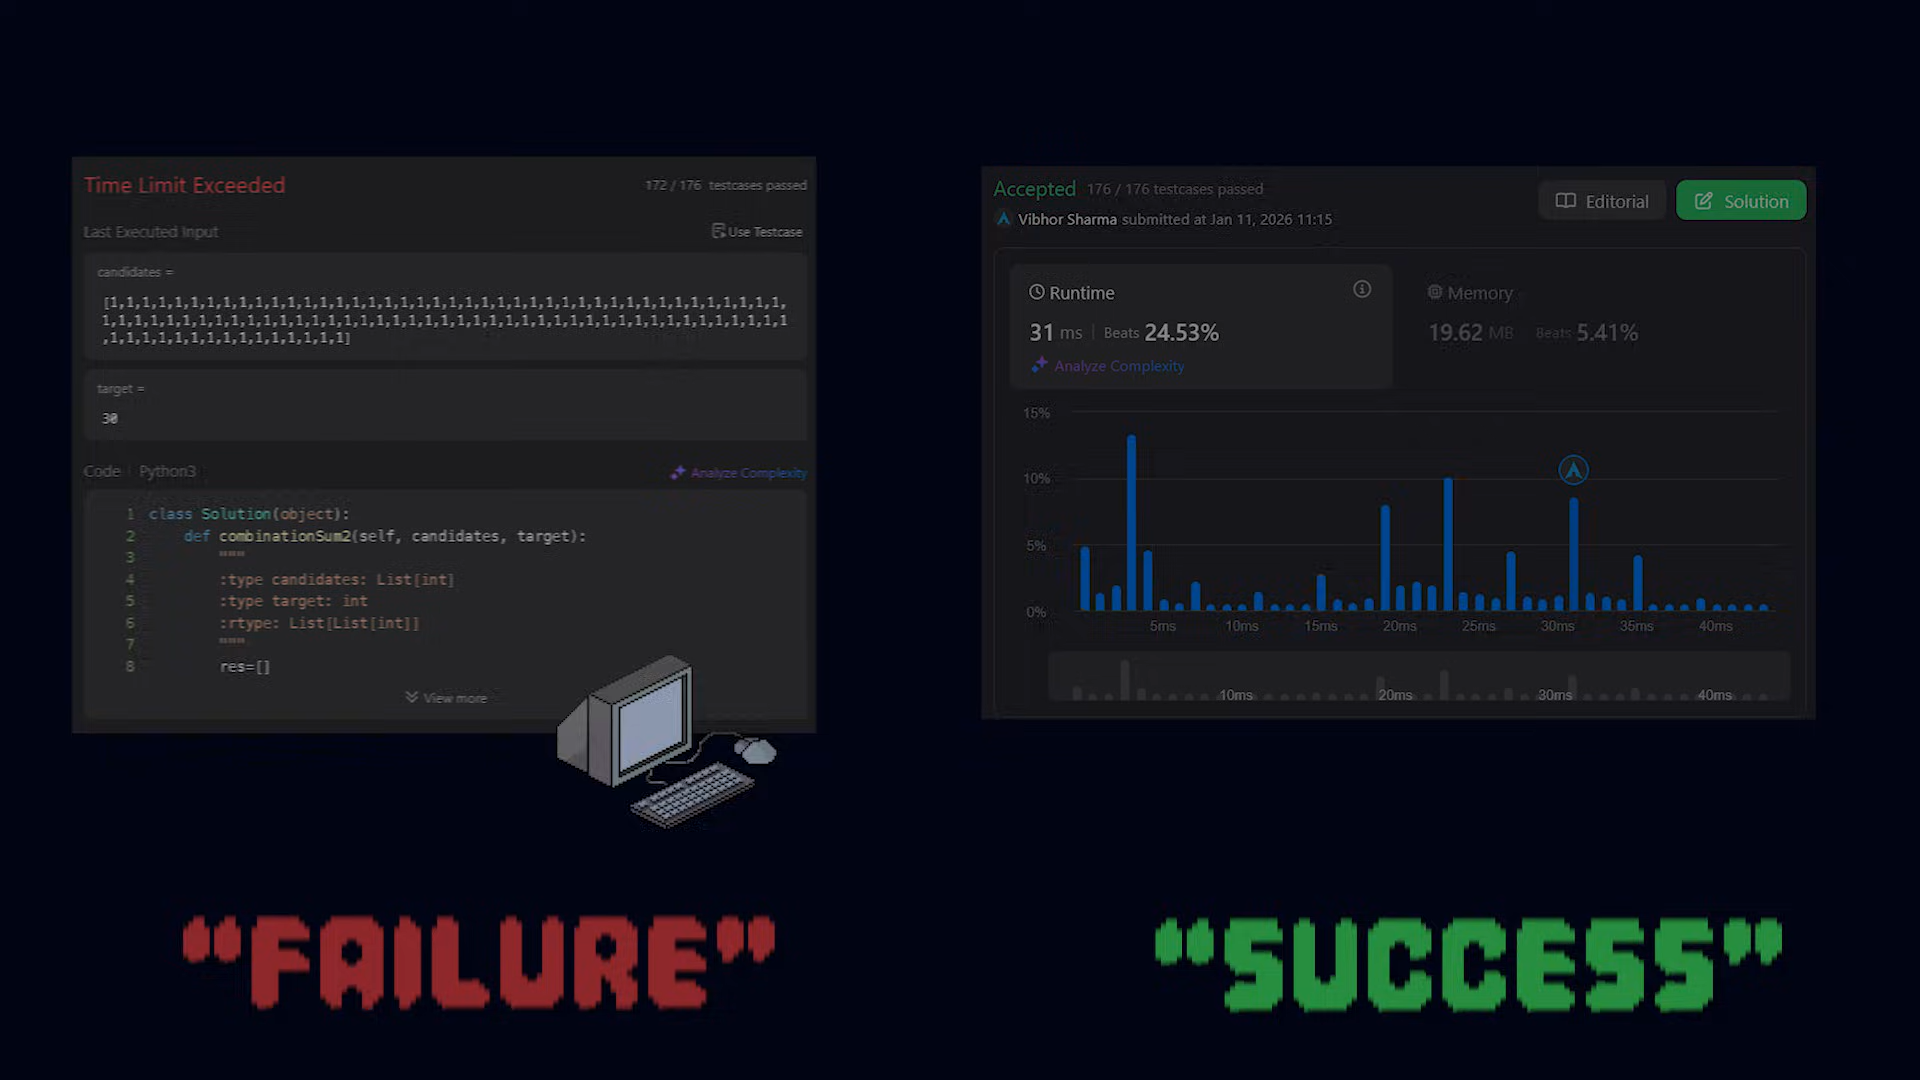 Time Limit Exceeded
172 / 176 testcases passed
Last Executed Input
Use Testcase
candidates =
[1,1,1,1,1,1,1,1,1,1,1,1,1,1,1,1,1,1,1,1,1,1,1,1,1,1,1,1,1,1,1,1,1,1,1,1,1,1,1,1,1,1,
1,1,1,1,1,1,1,1,1,1,1,1,1,1,1,1,1,1,1,1,1,1,1,1,1,1,1,1,1,1,1,1,1,1,1,1,1,1,1,1,1,1,1
,1,1,1,1,1,1,1,1,1,1,1,1,1,1,1]
target =
30
Code | Python3
Analyze Complexity
1 class Solution(object):
2 def combinationSum2(self, candidates, target):
3 """
4 :type candidates: List[int]
5 :type target: int
6 :rtype: List[List[int]]
7 """
8 res=[]
View more
"FAILURE"
Accepted 176 / 176 testcases passed
Vibhor Sharma submitted at Jan 11, 2026 11:15
Editorial
Solution
Runtime
31 ms | Beats 24.53%
Analyze Complexity
Memory
19.62 MB | Beats 5.41%
15%
10%
5%
0%
5ms 10ms 15ms 20ms 25ms 30ms 35ms 40ms
10ms 20ms 30ms 40ms
"SUCCESS"